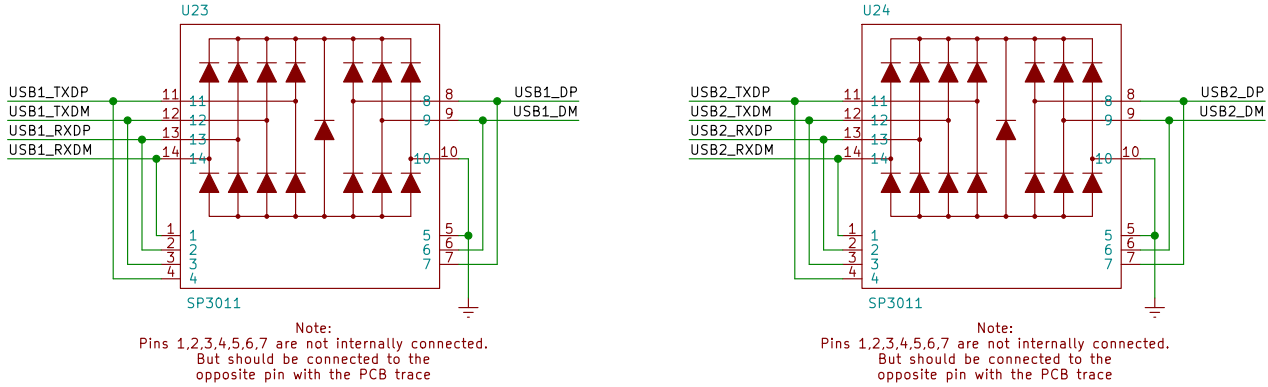 U23
USB1_TXDP 11 11 8 8 USB1_DP
USB1_TXDM 12 12 9 9 USB1_DM
USB1_RXDP 13 13
USB1_RXDM 14 14 10 10
1 1 5 5
2 2 6 6
3 3 7 7
4 4
SP3011
Note:
Pins 1,2,3,4,5,6,7 are not internally connected.
But should be connected to the
opposite pin with the PCB trace
U24
USB2_TXDP 11 11 8 8 USB2_DP
USB2_TXDM 12 12 9 9 USB2_DM
USB2_RXDP 13 13
USB2_RXDM 14 14 10 10
1 1 5 5
2 2 6 6
3 3 7 7
4 4
SP3011
Note:
Pins 1,2,3,4,5,6,7 are not internally connected.
But should be connected to the
opposite pin with the PCB trace